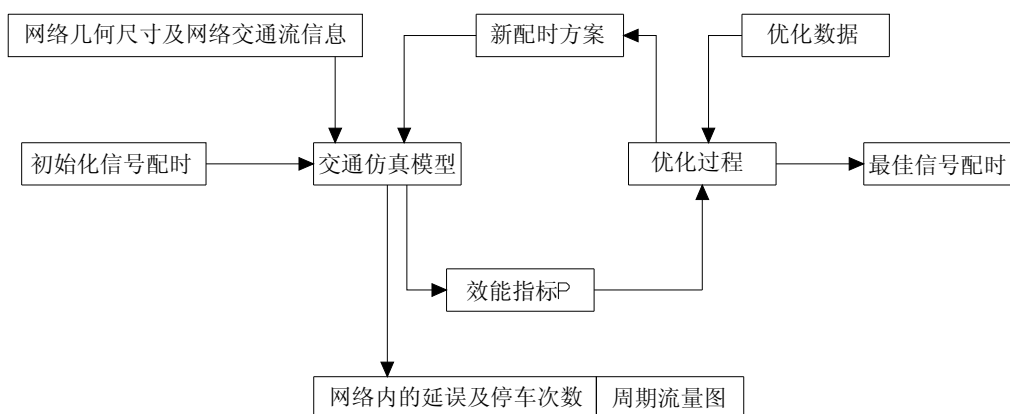 网络几何尺寸及网络交通流信息
新配时方案
优化数据
初始化信号配时
交通仿真模型
优化过程
最佳信号配时
效能指标P
网络内的延误及停车次数
周期流量图